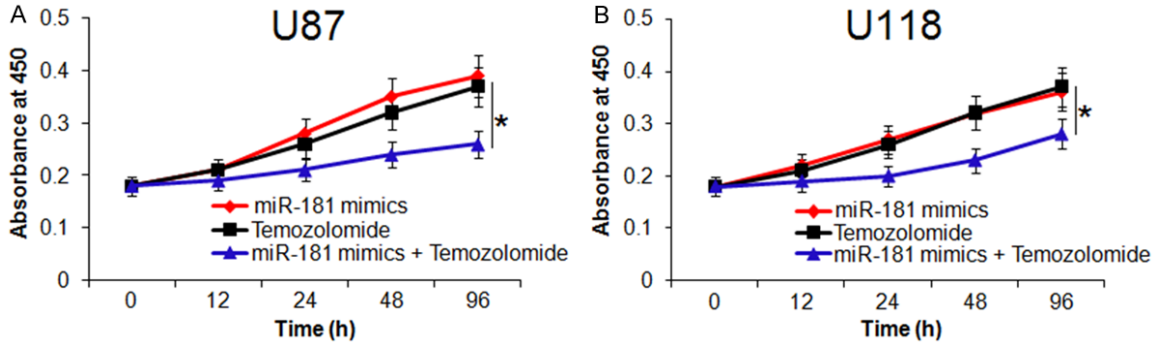 A
U87
Absorbance at 450
0.5
0.4
0.3
0.2
0.1
0
*
miR-181 mimics
Temozolomide
miR-181 mimics + Temozolomide
0 12 24 48 96
Time (h)
B
U118
Absorbance at 450
0.5
0.4
0.3
0.2
0.1
0
*
miR-181 mimics
Temozolomide
miR-181 mimics + Temozolomide
0 12 24 48 96
Time (h)